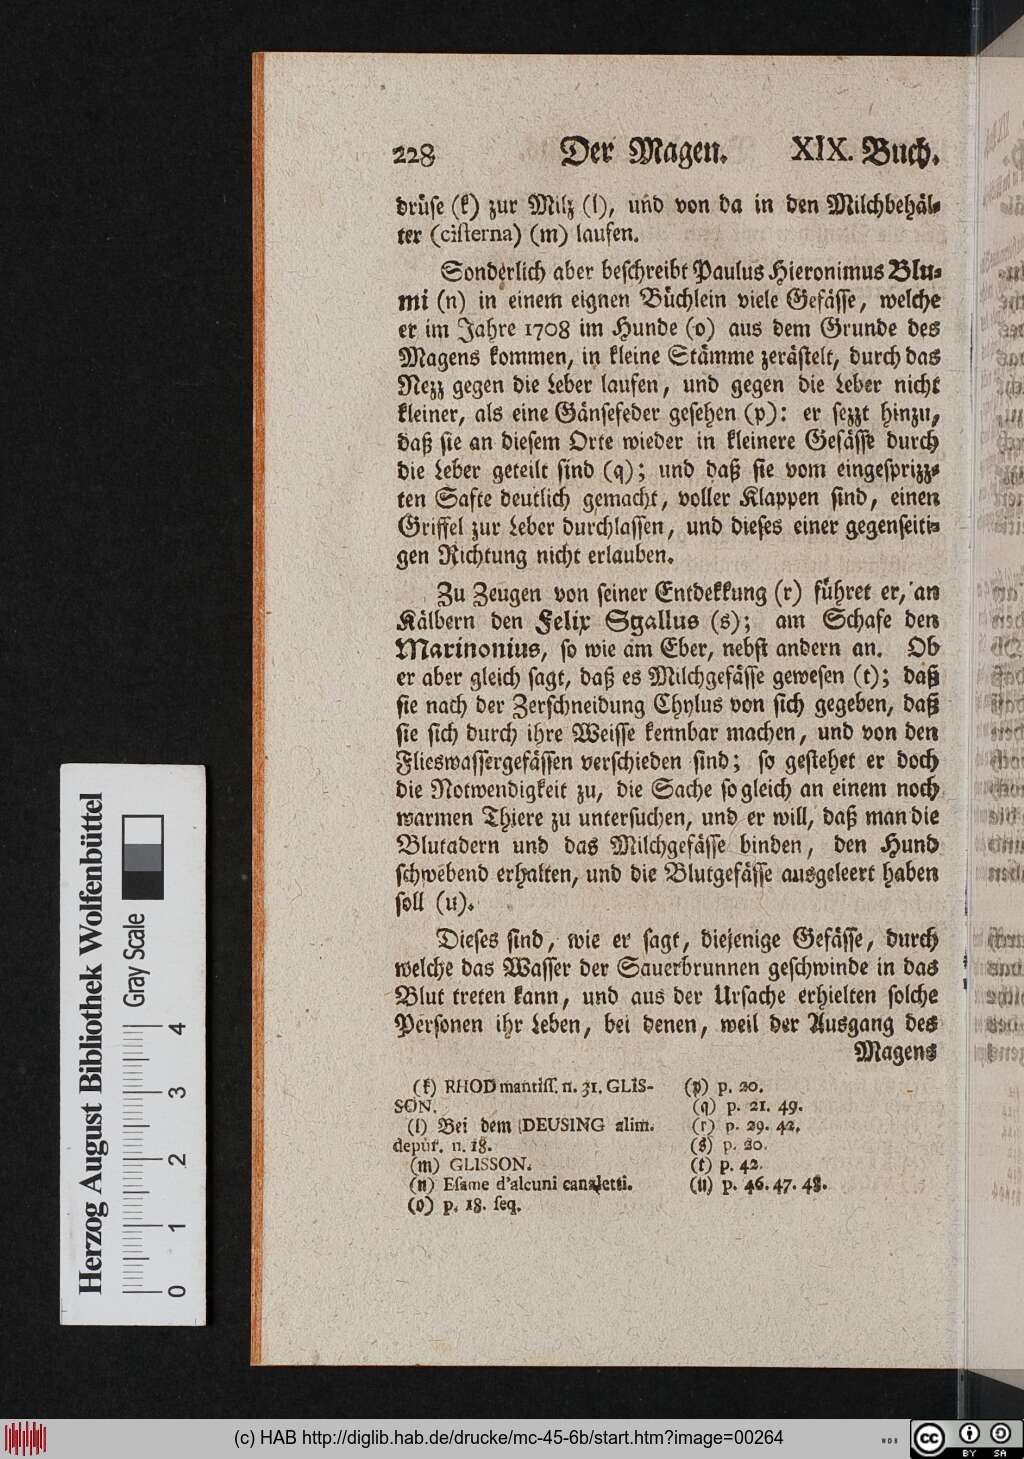 228 Der Magen. XIX. Buch.
drüse (k) zur Milz (l), und von da in den Milchbehäl-
ter (cisterna) (m) laufen.
Sonderlich aber beschreibt Paulus Hieronimus Blu-
mi (n) in einem eignen Büchlein viele Gefässe, welche
er im Jahre 1708 im Hunde (o) aus dem Grunde des
Magens kommen, in kleine Stämme zerästelt, durch das
Nezz gegen die Leber laufen, und gegen die Leber nicht
kleiner, als eine Gänsefeder gesehen (p): er sezzt hinzu,
daß sie an diesem Orte wieder in kleinere Gefässe durch
die Leber geteilt sind (q); und daß sie vom eingesprizz-
ten Safte deutlich gemacht, voller Klappen sind, einen
Griffel zur Leber durchlassen, und dieses einer gegenseiti-
gen Richtung nicht erlauben.
Zu Zeugen von seiner Entdekkung (r) führet er, an
Kälbern den Felix Sgallus (s); am Schafe den
Marinonius, so wie am Eber, nebst andern an. Ob
er aber gleich sagt, daß es Milchgefässe gewesen (t); daß
sie nach der Zerschneidung Chylus von sich gegeben, daß
sie sich durch ihre Weisse kennbar machen, und von den
Flieswassergefässen verschieden sind; so gestehet er doch
die Notwendigkeit zu, die Sache so gleich an einem noch
warmen Thiere zu untersuchen, und er will, daß man die
Blutadern und das Milchgefässe binden, den Hund
schwebend erhalten, und die Blutgefässe ausgeleert haben
soll (u).
Dieses sind, wie er sagt, diejenige Gefässe, durch
welche das Wasser der Sauerbrunnen geschwinde in das
Blut treten kann, und aus der Ursache erhielten solche
Personen ihr Leben, bei denen, weil der Ausgang des
Magens
(k) RHOD mantiss. n. 31. GLIS-
SON.
(l) Bei dem DEUSING alim.
depur. n. 18.
(m) GLISSON.
(n) Esame d'alcuni canaletti.
(o) p. 18. seq.
(p) p. 20.
(q) p. 21. 49.
(r) p. 29. 42.
(s) p. 20.
(t) p. 42.
(u) p. 46. 47. 48.
Herzog August Bibliothek Wolfenbüttel
Gray Scale
0 1 2 3 4
(c) HAB http://diglib.hab.de/drucke/mc-45-6b/start.htm?image=00264
WDB
cc BY SA